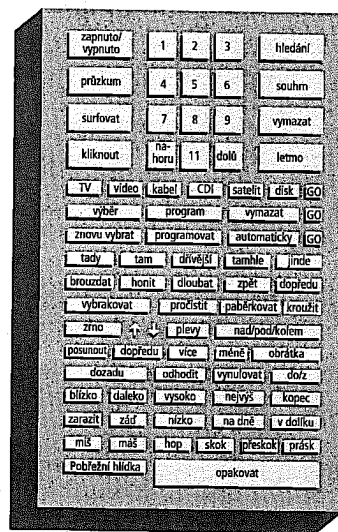 zapnuto/vypnuto 1 2 3 hledání
průzkum 4 5 6 souhrn
surfovat 7 8 9 vymazat
kliknout na-horu 11 dolů letmo
TV video kabel CDI satelit disk GO
výběr program vymazat GO
znovu vybrat programovat automaticky GO
tady tam dřívější tamhle jinde
brouzdat honit dloubat zpět dopředu
vybrakovat pročistit paběrkovat kroužit
zrno plevy nad/pod/kolem
posunout dopředu více méně obrátka
dozadu odhodit vynulovat do/z
blízko daleko vysoko nejvýš kopec
zarazit záď nízko na dně v dolíku
míš máš hop skok přeskok prásk
Pobřežní hlídka opakovat